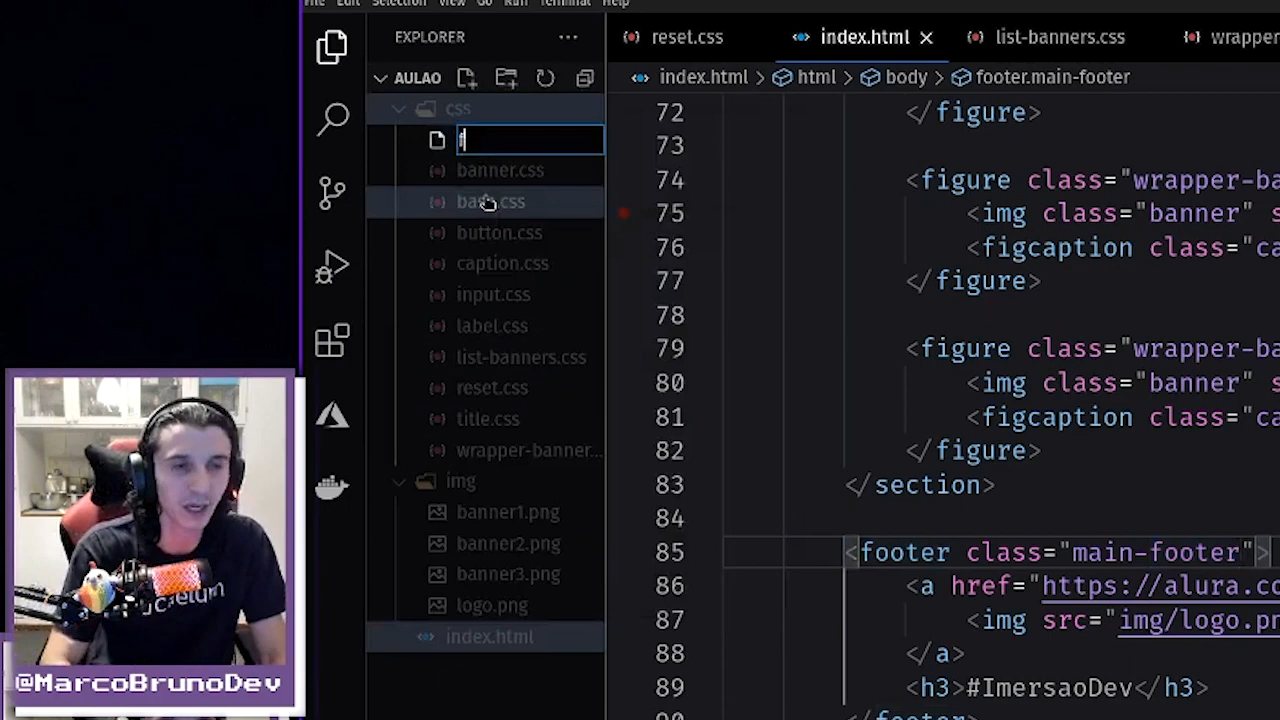 File Edit Selection View Go Run Terminal Help
EXPLORER ···
reset.css
index.html
list-banners.css
wrapper
AULAO
index.html > html > body > footer.main-footer
css
f
banner.css
base.css
button.css
caption.css
input.css
label.css
list-banners.css
reset.css
title.css
wrapper-banner...
img
banner1.png
banner2.png
banner3.png
logo.png
index.html
72 </figure>
73
74 <figure class="wrapper-ba
75 <img class="banner" s
76 <figcaption class="ca
77 </figure>
78
79 <figure class="wrapper-ba
80 <img class="banner" s
81 <figcaption class="ca
82 </figure>
83 </section>
84
85 <footer class="main-footer">
86 <a href="https://alura.co
87 <img src="img/logo.pn
88 </a>
89 <h3>#ImersaoDev</h3>
90 </footer>
@MarcoBrunoDev